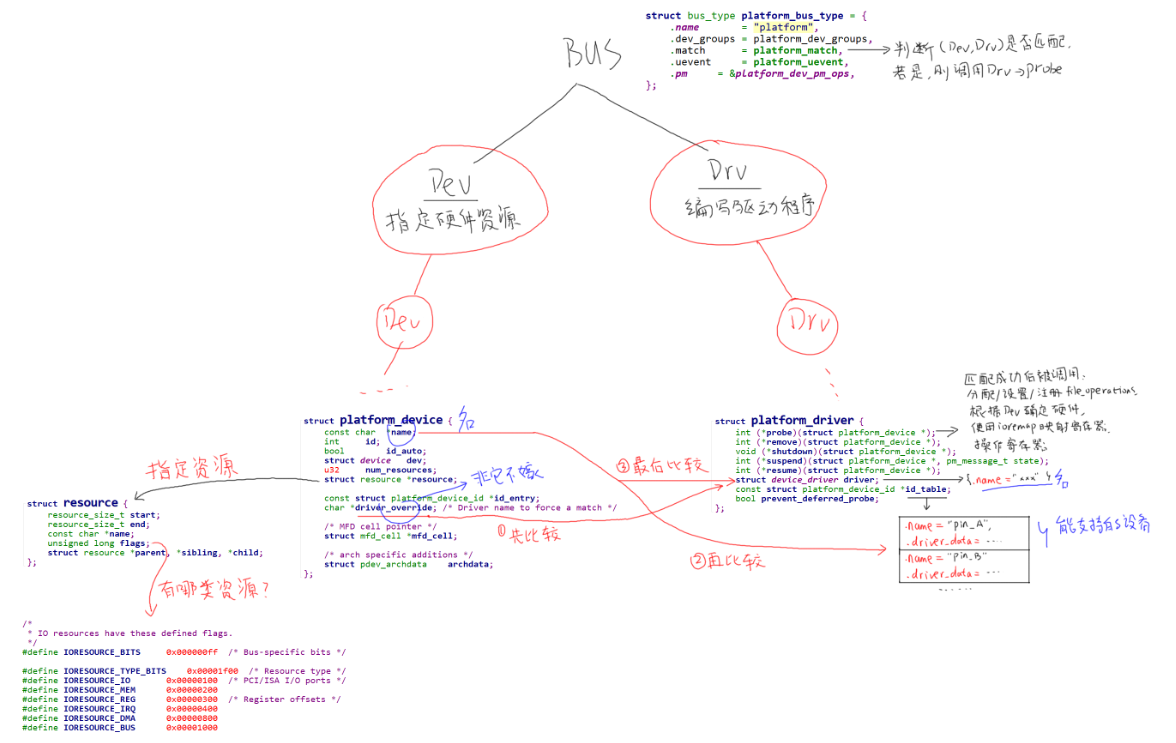 struct bus_type platform_bus_type = {
.name = "platform",
.dev_groups = platform_dev_groups,
.match = platform_match,
.uevent = platform_uevent,
.pm = &platform_dev_pm_ops,
};
判断(Dev,Drv)是否匹配.
若是,则调用Drv→probe
BUS
Dev
指定硬件资源
Drv
编写驱动程序
Dev
Drv
匹配成功后被调用.
分配/设置/注册 file_operations.
根据Dev确定硬件.
使用ioremap映射寄存器.
操作寄存器.
struct platform_device {
const char *name;
int id;
bool id_auto;
struct device dev;
u32 num_resources;
struct resource *resource;
const struct platform_device_id *id_entry;
char *driver_override; /* Driver name to force a match */
/* MFD cell pointer */
struct mfd_cell *mfd_cell;
/* arch specific additions */
struct pdev_archdata archdata;
};
名
非它不嫁
①先比较
②再比较
③最后比较
struct platform_driver {
int (*probe)(struct platform_device *);
int (*remove)(struct platform_device *);
void (*shutdown)(struct platform_device *);
int (*suspend)(struct platform_device *, pm_message_t state);
int (*resume)(struct platform_device *);
struct device_driver driver;
const struct platform_device_id *id_table;
bool prevent_deferred_probe;
};
{.name = "xxx" } 名
.name = "pin_A",
.driver_data= ...
.name = "pin_B"
.driver_data= ...
......
能支持的设备
指定资源
struct resource {
resource_size_t start;
resource_size_t end;
const char *name;
unsigned long flags;
struct resource *parent, *sibling, *child;
};
有哪类资源?
/*
* IO resources have these defined flags.
*/
#define IORESOURCE_BITS 0x000000ff /* Bus-specific bits */
#define IORESOURCE_TYPE_BITS 0x00001f00 /* Resource type */
#define IORESOURCE_IO 0x00000100 /* PCI/ISA I/O ports */
#define IORESOURCE_MEM 0x00000200
#define IORESOURCE_REG 0x00000300 /* Register offsets */
#define IORESOURCE_IRQ 0x00000400
#define IORESOURCE_DMA 0x00000800
#define IORESOURCE_BUS 0x00001000